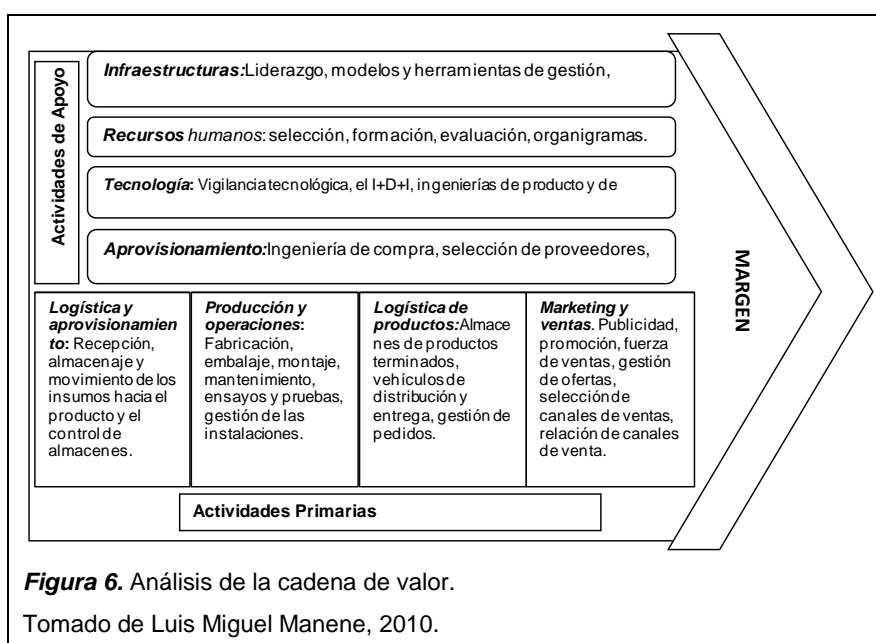 Actividades de Apoyo
Infraestructuras:Liderazgo, modelos y herramientas de gestión,
Recursos humanos: selección, formación, evaluación, organigramas.
Tecnología: Vigilancia tecnológica, el I+D+I, ingenierías de producto y de
Aprovisionamiento:Ingeniería de compra, selección de proveedores,
MARGEN
Logística y
aprovisionamien
to: Recepción,
almacenaje y
movimiento de los
insumos hacia el
producto y el
control de
almacenes.
Producción y
operaciones:
Fabricación,
embalaje, montaje,
mantenimiento,
ensayos y pruebas,
gestión de las
instalaciones.
Logística de
productos:Almace
nes de productos
terminados,
vehículos de
distribución y
entrega, gestión de
pedidos.
Marketing y
ventas. Publicidad,
promoción, fuerza
de ventas, gestión
de ofertas,
selección de
canales de ventas,
relación de canales
de venta.
Actividades Primarias
Figura 6. Análisis de la cadena de valor.
Tomado de Luis Miguel Manene, 2010.